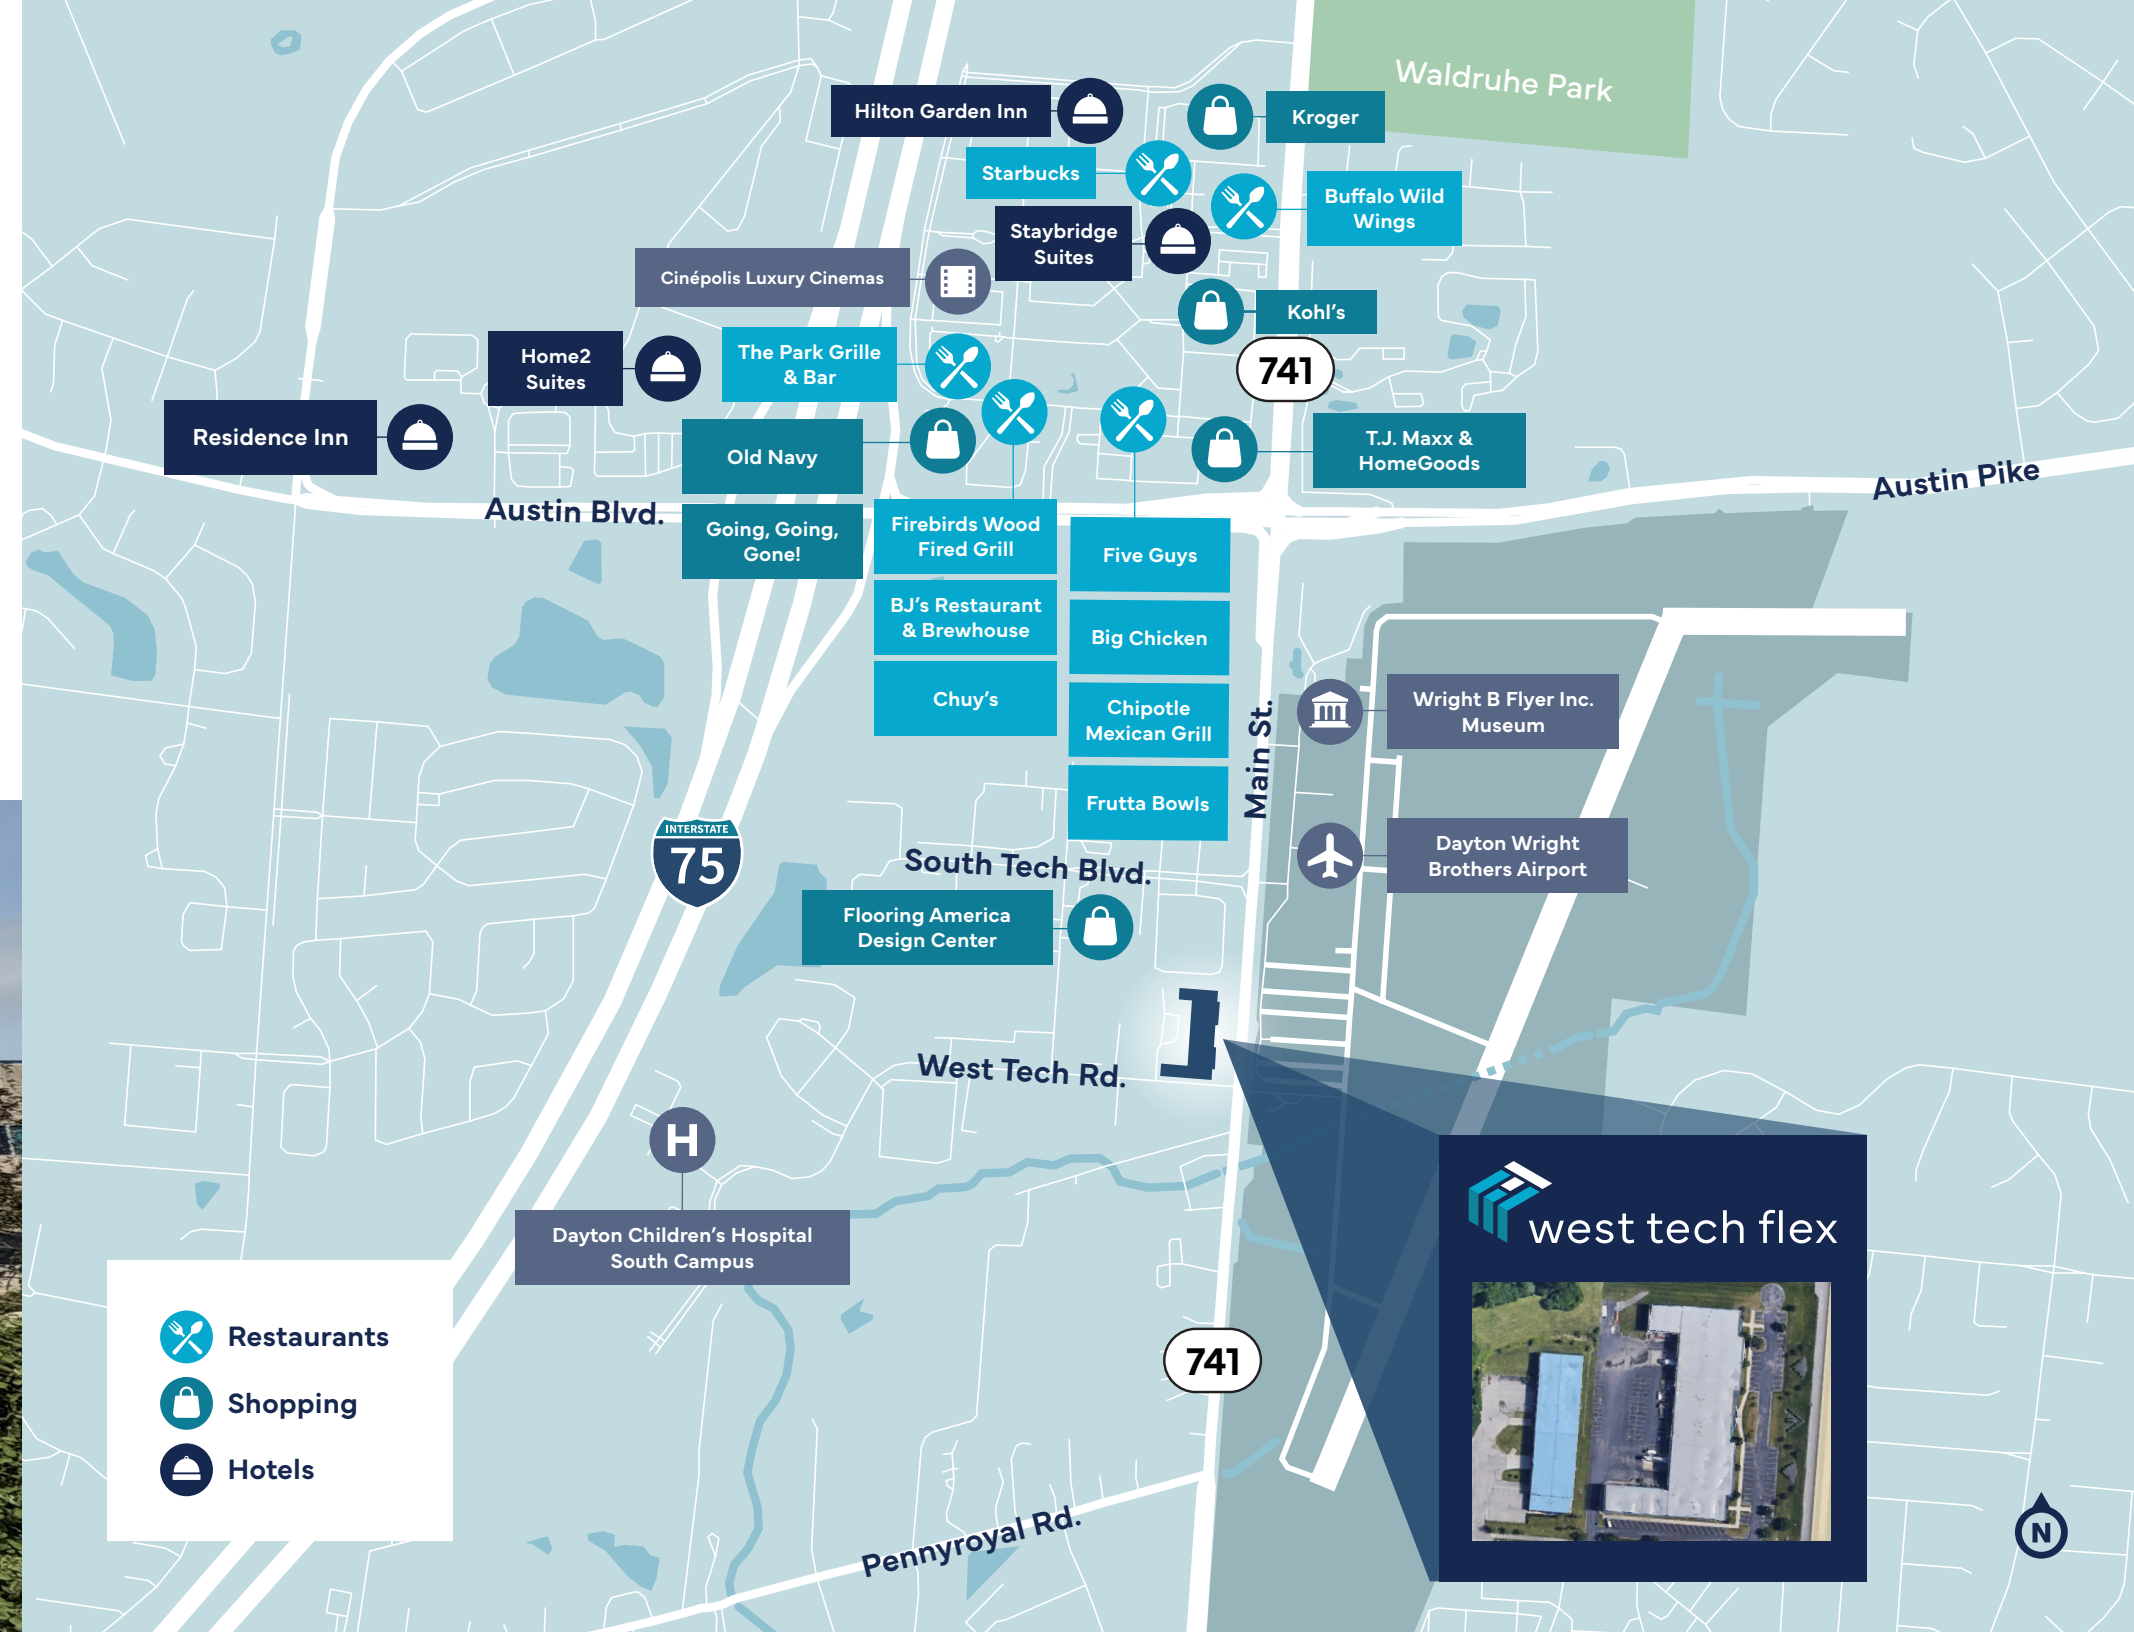 Waldruhe Park
Hilton Garden Inn
Kroger
Starbucks
Buffalo Wild
Wings
Staybridge
Suites
Cinépolis Luxury Cinemas
Kohl's
Home2
Suites
The Park Grille
& Bar
741
Residence Inn
Old Navy
T.J. Maxx &
HomeGoods
Austin Pike
Austin Blvd.
Going, Going,
Gone!
Firebirds Wood
Fired Grill
Five Guys
BJ's Restaurant
& Brewhouse
Big Chicken
Chuy's
Chipotle
Mexican Grill
Main St.
Wright B Flyer Inc.
Museum
Frutta Bowls
INTERSTATE
75
South Tech Blvd.
Dayton Wright
Brothers Airport
Flooring America
Design Center
West Tech Rd.
H
Dayton Children's Hospital
South Campus
west tech flex
741
Restaurants
Shopping
Hotels
Pennyroyal Rd.
N